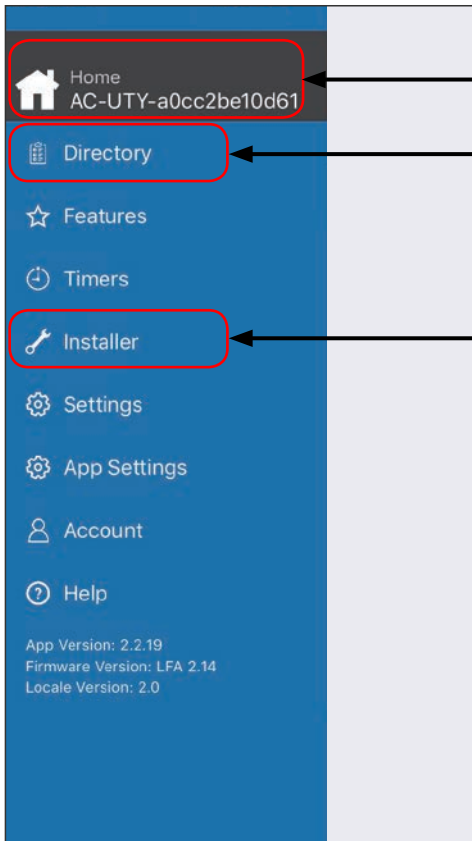 Home
AC-UTY-a0cc2be10d61
Directory
Features
Timers
Installer
Settings
App Settings
Account
Help
App Version: 2.2.19
Firmware Version: LFA 2.14
Locale Version: 2.0